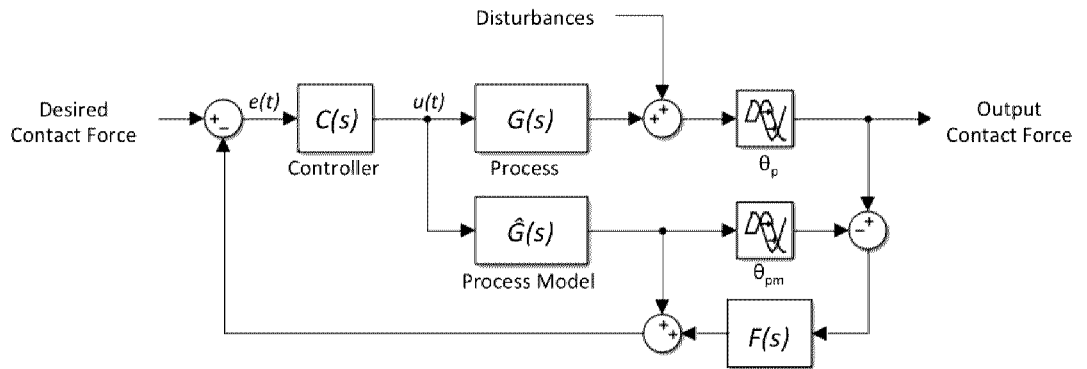 Disturbances
Desired
Contact Force
+
−
e(t)
C(s)
Controller
u(t)
G(s)
Process
+
+
θp
Output
Contact Force
Ĝ(s)
Process Model
θpm
−
+
+
+
F(s)